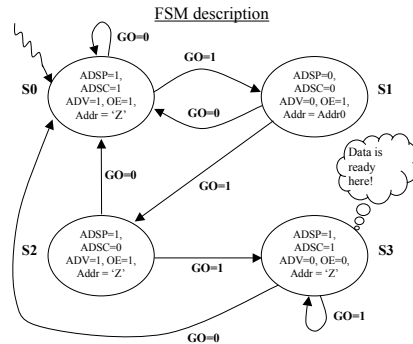 FSM description
GO=0
S0
ADSP=1,
ADSC=1
ADV=1, OE=1,
Addr = ‘Z’
GO=1
GO=0
ADSP=0,
ADSC=0
ADV=0, OE=1,
Addr = Addr0
S1
Data is
ready
here!
GO=0
GO=1
S2
ADSP=1,
ADSC=0
ADV=1, OE=1,
Addr = ‘Z’
GO=1
ADSP=1,
ADSC=1
ADV=0, OE=0,
Addr = ‘Z’
S3
GO=1
GO=0